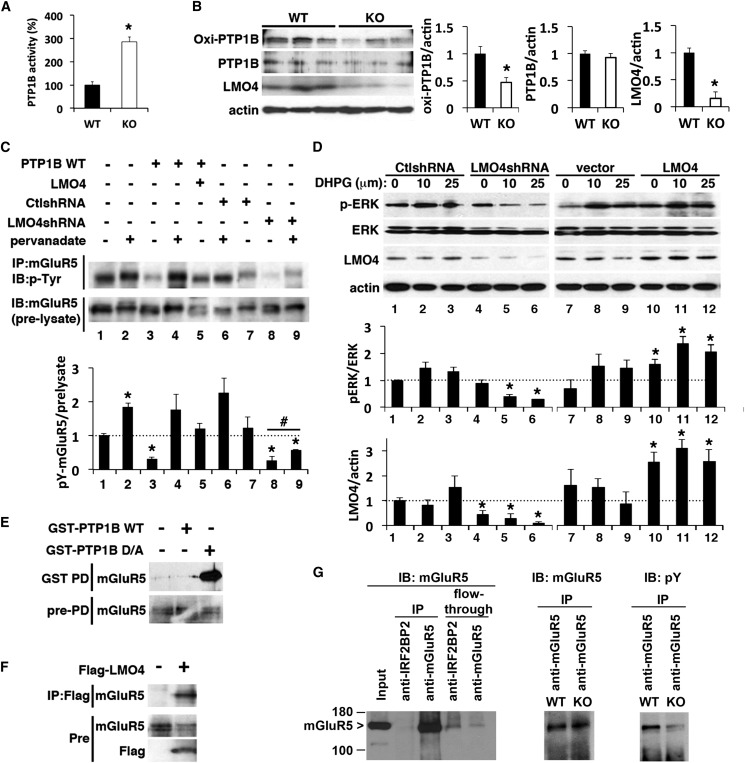 A
PTP1B activity (%)
400
300
200
100
0
WT KO
*
B
WT KO
Oxi-PTP1B
PTP1B
LMO4
actin
oxi-PTP1B/actin
1.5
1
0.5
0
WT KO
*
PTP1B/actin
1.5
1
0.5
0
WT KO
LMO4/actin
1.5
1
0.5
0
WT KO
*
C
PTP1B WT - - + + + - - - -
LMO4 - - - - + - - - -
CtlshRNA - - - - - + + - -
LMO4shRNA - - - - - - - + +
pervanadate - + - + - + - - +
IP:mGluR5
IB:p-Tyr
IB:mGluR5
(pre-lysate)
1 2 3 4 5 6 7 8 9
pY-mGluR5/prelysate
3
2
1
0
* * * * #
1 2 3 4 5 6 7 8 9
D
CtlshRNA LMO4shRNA vector LMO4
DHPG (µm): 0 10 25 0 10 25 0 10 25 0 10 25
p-ERK
ERK
LMO4
actin
1 2 3 4 5 6 7 8 9 10 11 12
pERK/ERK
3
2
1
0
* * * * *
1 2 3 4 5 6 7 8 9 10 11 12
LMO4/actin
4
3
2
1
0
* * * * * *
1 2 3 4 5 6 7 8 9 10 11 12
E
GST-PTP1B WT - + -
GST-PTP1B D/A - - +
GST PD mGluR5
pre-PD mGluR5
F
Flag-LMO4 - +
IP:Flag mGluR5
Pre
mGluR5
Flag
G
IB: mGluR5
IP
flow-through
Input
anti-IRF2BP2
anti-mGluR5
anti-IRF2BP2
anti-mGluR5
180
mGluR5 >
100
IB: mGluR5
IP
anti-mGluR5
anti-mGluR5
WT KO
IB: pY
IP
anti-mGluR5
anti-mGluR5
WT KO